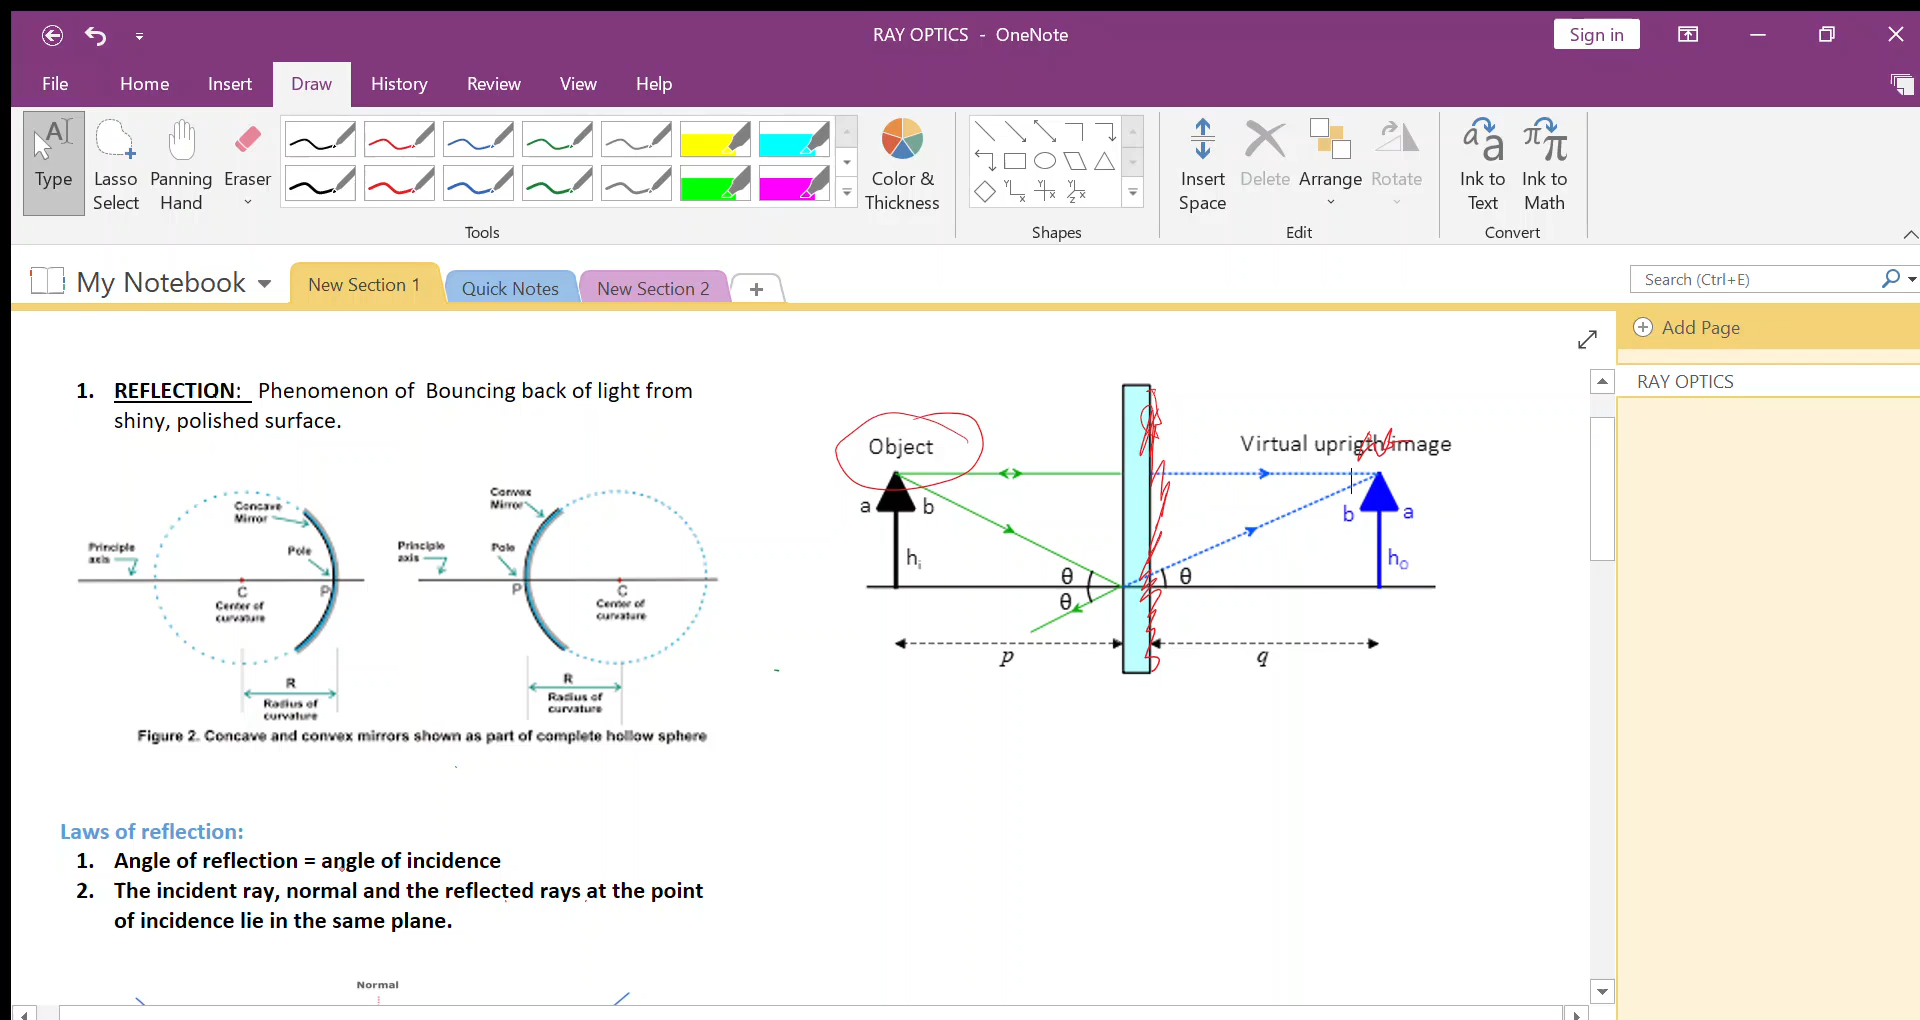 RAY OPTICS - OneNote
Sign in
File Home Insert Draw History Review View Help
Type
Lasso Select
Panning Hand
Eraser
Color & Thickness
Insert Space
Delete
Arrange
Rotate
Ink to Text
Ink to Math
Tools
Shapes
Edit
Convert
My Notebook
New Section 1
Quick Notes
New Section 2
Search (Ctrl+E)
Add Page
RAY OPTICS
1. REFLECTION: Phenomenon of Bouncing back of light from
shiny, polished surface.
Concave
Mirror
Principle
axis
Pole
C
P
Center of
curvature
R
Radius of
curvature
Convex
Mirror
Principle
axis
Pole
P
C
Center of
curvature
R
Radius of
curvature
Figure 2. Concave and convex mirrors shown as part of complete hollow sphere
Object
Virtual uprigth image
a
b
hi
θ
θ
θ
b
a
ho
p
q
Laws of reflection:
1. Angle of reflection = angle of incidence
2. The incident ray, normal and the reflected rays at the point
of incidence lie in the same plane.
Normal